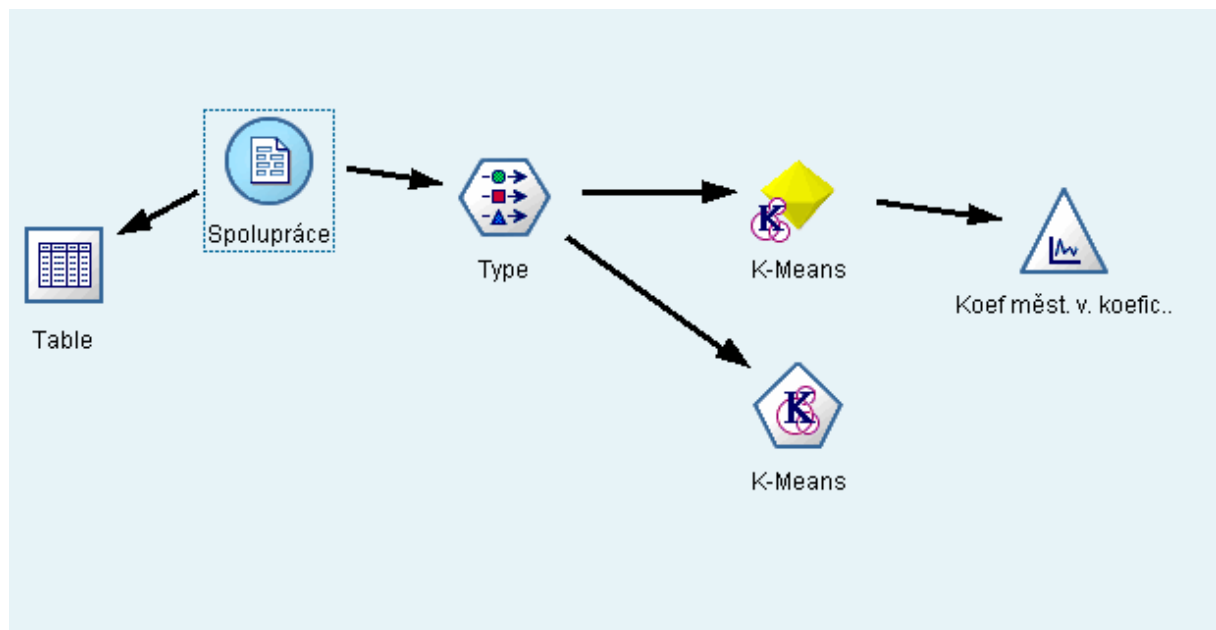 Spolupráce
Table
Type
K-Means
Koef měst. v. koefic..
K-Means